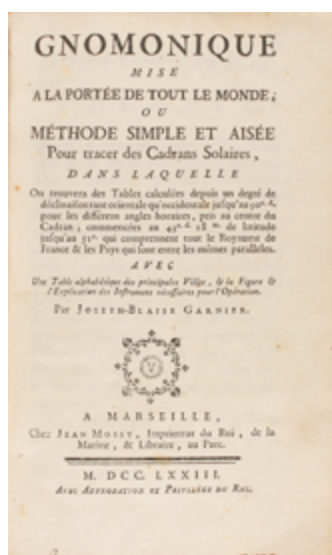 GNOMONIQUE
MISE
A LA PORTÉE DE TOUT LE MONDE;
OU
MÉTHODE SIMPLE ET AISÉE
Pour tracer des Cadrans Solaires,
DANS LAQUELLE
On trouvera des Tables calculées depuis un degré de
déclinaison tant orientale qu'occidentale jusqu'au 90e. d.
pour les différens angles horaires, pris au centre du
Cadran; commencées au 43e. d. 18 m. de latitude
jusqu'au 51e. qui comprennent tout le Royaume de
France & les Pays qui sont entre les mêmes paralleles.
AVEC
Une Table alphabétique des principales Villes, & la Figure &
l'Explication des Instrumens nécessaires pour l'Opération.
Par JOSEPH-BLAISE GARNIER.
V
A MARSEILLE,
Chez JEAN MOSSY, Imprimeur du Roi, de la
Marine, & Libraire, au Parc.
M. DCC. LXXIII.
AVEC APPROBATION ET PRIVILÉGE DU ROI.